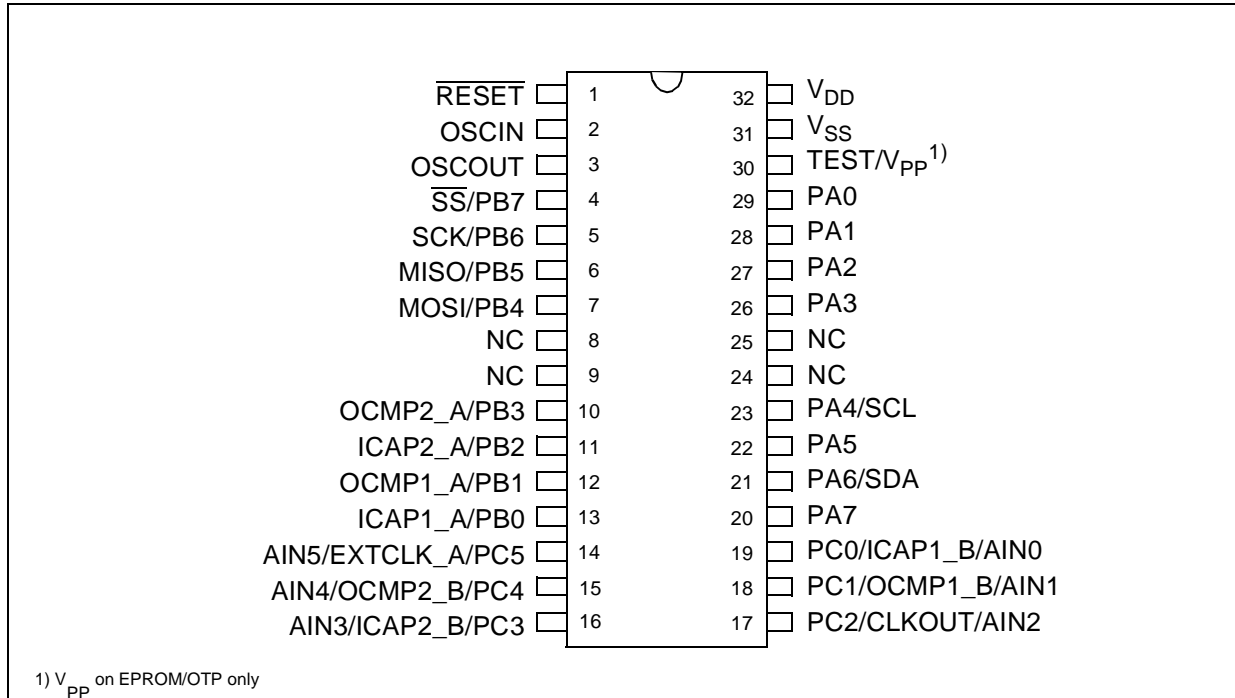 RESET 1 32 VDD
OSCIN 2 31 VSS
OSCOUT 3 30 TEST/VPP1)
SS/PB7 4 29 PA0
SCK/PB6 5 28 PA1
MISO/PB5 6 27 PA2
MOSI/PB4 7 26 PA3
NC 8 25 NC
NC 9 24 NC
OCMP2_A/PB3 10 23 PA4/SCL
ICAP2_A/PB2 11 22 PA5
OCMP1_A/PB1 12 21 PA6/SDA
ICAP1_A/PB0 13 20 PA7
AIN5/EXTCLK_A/PC5 14 19 PC0/ICAP1_B/AIN0
AIN4/OCMP2_B/PC4 15 18 PC1/OCMP1_B/AIN1
AIN3/ICAP2_B/PC3 16 17 PC2/CLKOUT/AIN2
1) VPP on EPROM/OTP only